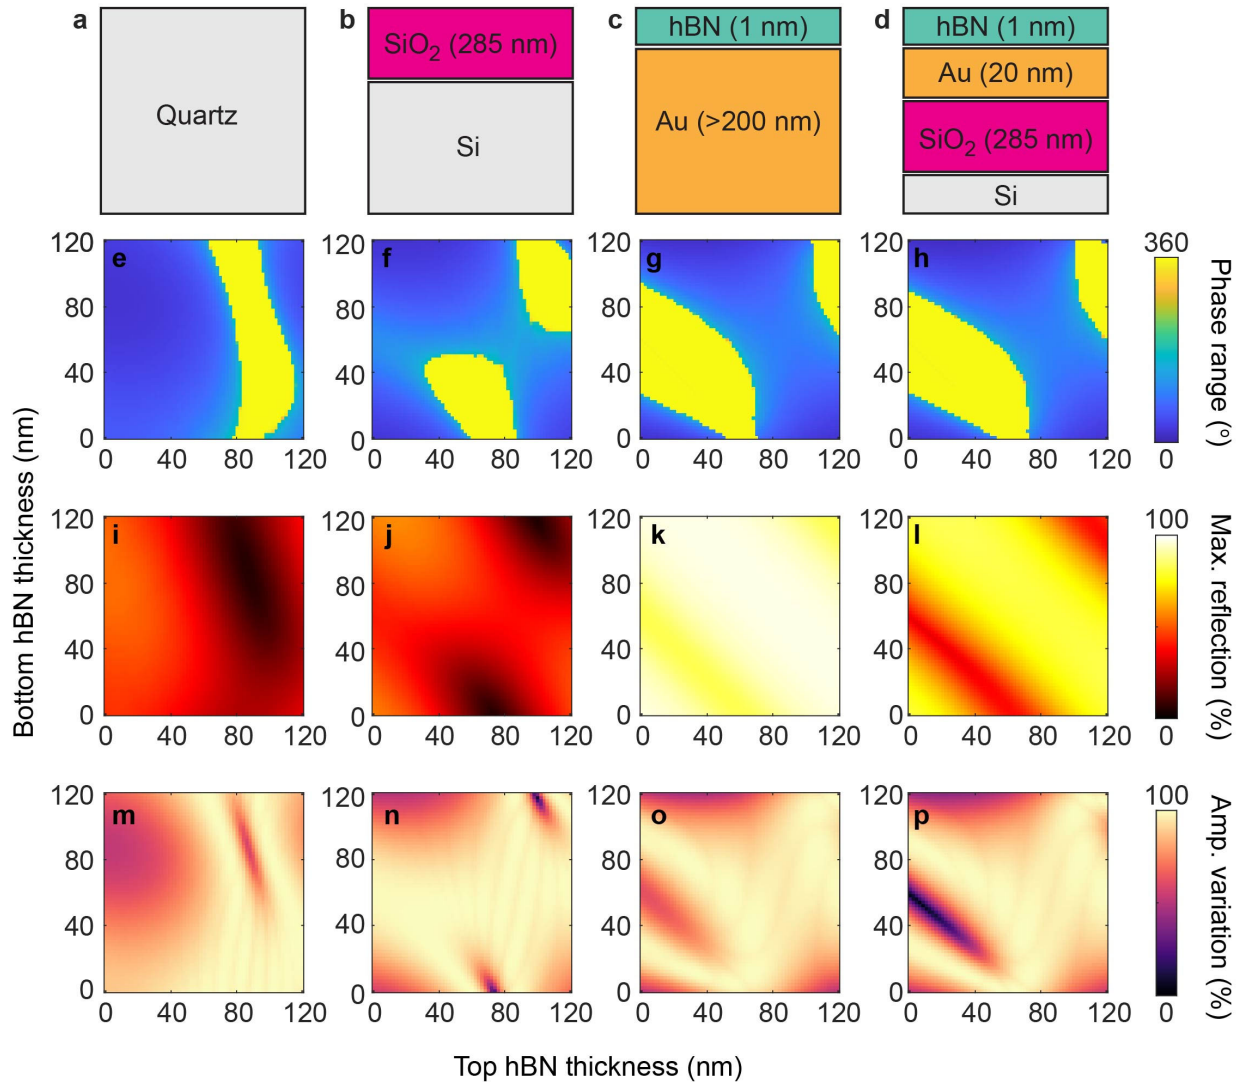 a
b
c
d
Quartz
SiO2 (285 nm)
Si
hBN (1 nm)
Au (>200 nm)
hBN (1 nm)
Au (20 nm)
SiO2 (285 nm)
Si
Bottom hBN thickness (nm)
120
80
40
0
e
0 40 80 120
120
80
40
0
f
0 40 80 120
120
80
40
0
g
0 40 80 120
120
80
40
0
h
0 40 80 120
360
0
Phase range (°)
120
80
40
0
i
0 40 80 120
120
80
40
0
j
0 40 80 120
120
80
40
0
k
0 40 80 120
120
80
40
0
l
0 40 80 120
100
0
Max. reflection (%)
120
80
40
0
m
0 40 80 120
120
80
40
0
n
0 40 80 120
120
80
40
0
o
0 40 80 120
120
80
40
0
p
0 40 80 120
100
0
Amp. variation (%)
Top hBN thickness (nm)